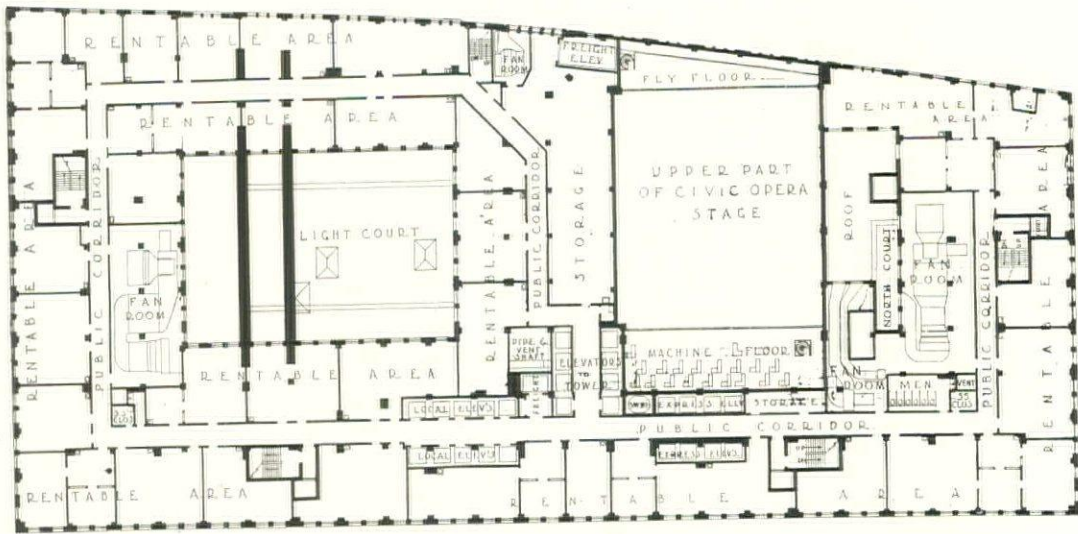 RENTABLE AREA
FAN
ROOM
FREIGHT
ELEV
FLY FLOOR
RENTABLE
AREA
RENTABLE AREA
UPPER PART
OF CIVIC OPERA
STAGE
RENTABLE AREA
PUBLIC CORRIDOR
LIGHT COURT
RENTABLE AREA
PUBLIC CORRIDOR
STORAGE
ROOF
NORTH COURT
FAN
ROOM
PUBLIC CORRIDOR
RENTABLE AREA
FAN
ROOM
PIPE &
VENT
SHAFT
ELEVATORS
TO
TOWER
MACHINE FLOOR
RENTABLE AREA
FREIGHT
FAN
ROOM
MEN
VENT
LOCAL ELEVS
EXPRESS ELEV
STORAGE
PUBLIC CORRIDOR
LOCAL ELEVS
EXPRESS ELEVS
RENTABLE AREA
RENTABLE AREA